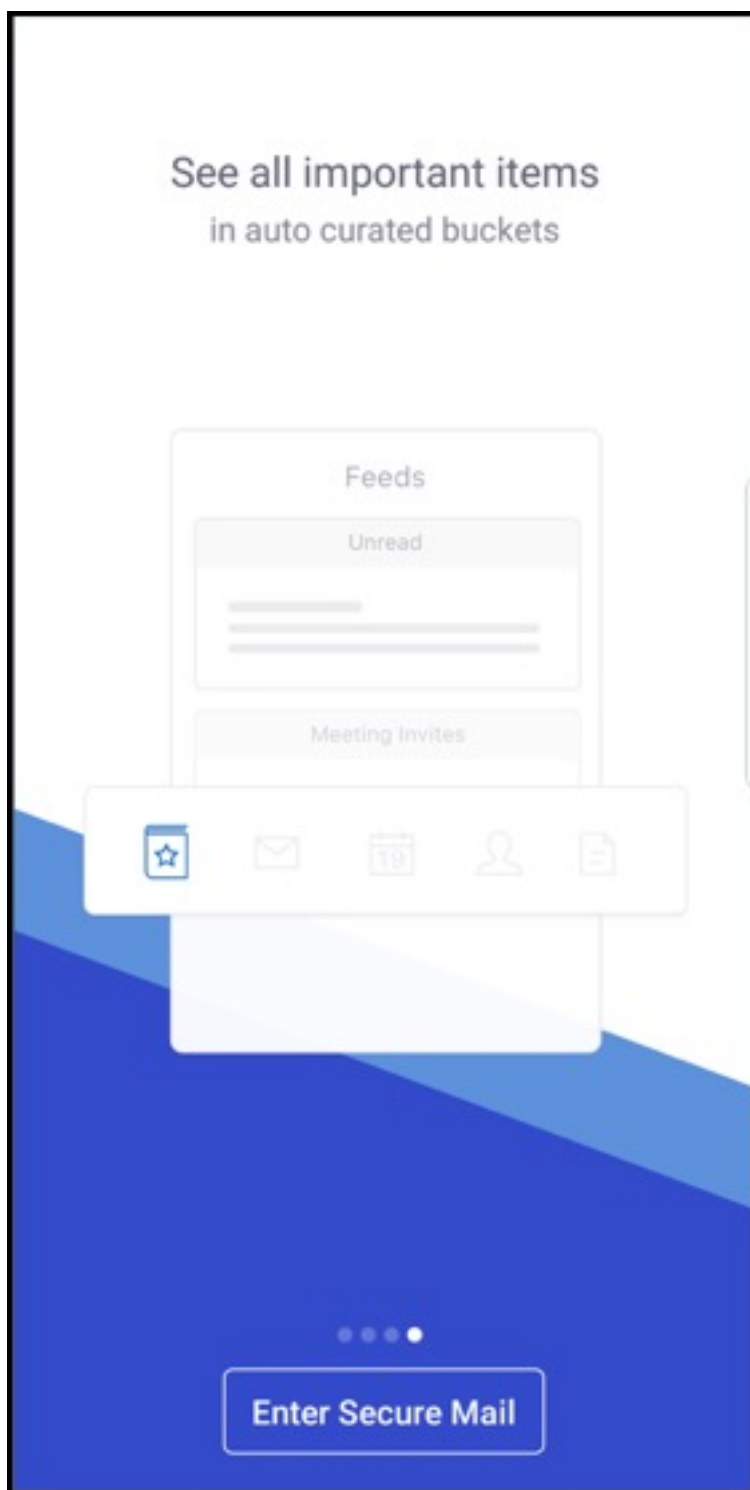 See all important items
in auto curated buckets
Feeds
Unread
Meeting Invites
19
Enter Secure Mail